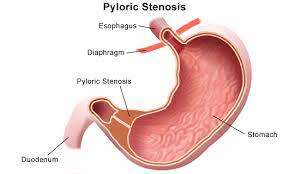 Pyloric Stenosis
Esophagus
Diaphragm
Pyloric Stenosis
Stomach
Duodenum